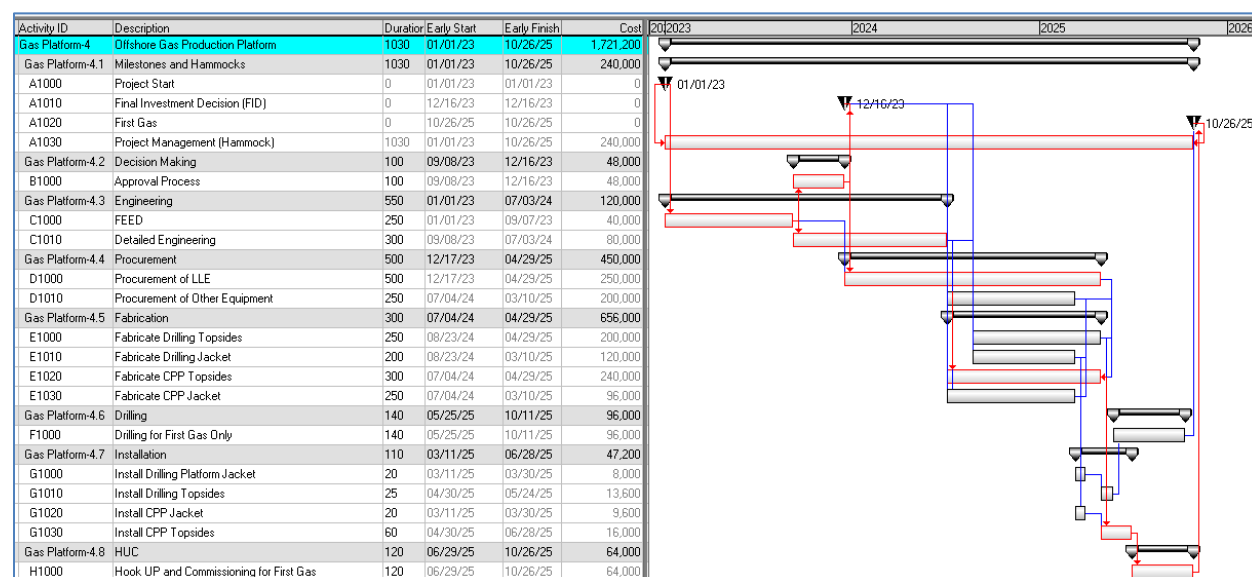 Activity ID Description Duration Early Start Early Finish Cost 202023 2024 2025 2026
Gas Platform-4 Offshore Gas Production Platform 1030 01/01/23 10/26/25 1,721,200
Gas Platform-4.1 Milestones and Hammocks 1030 01/01/23 10/26/25 240,000
A1000 Project Start 0 01/01/23 01/01/23 0 01/01/23
A1010 Final Investment Decision (FID) 0 12/16/23 12/16/23 0 12/16/23
A1020 First Gas 0 10/26/25 10/26/25 0 10/26/25
A1030 Project Management (Hammock) 1030 01/01/23 10/26/25 240,000
Gas Platform-4.2 Decision Making 100 09/08/23 12/16/23 48,000
B1000 Approval Process 100 09/08/23 12/16/23 48,000
Gas Platform-4.3 Engineering 550 01/01/23 07/03/24 120,000
C1000 FEED 250 01/01/23 09/07/23 40,000
C1010 Detailed Engineering 300 09/08/23 07/03/24 80,000
Gas Platform-4.4 Procurement 500 12/17/23 04/29/25 450,000
D1000 Procurement of LLE 500 12/17/23 04/29/25 250,000
D1010 Procurement of Other Equipment 250 07/04/24 03/10/25 200,000
Gas Platform-4.5 Fabrication 300 07/04/24 04/29/25 656,000
E1000 Fabricate Drilling Topsides 250 08/23/24 04/29/25 200,000
E1010 Fabricate Drilling Jacket 200 08/23/24 03/10/25 120,000
E1020 Fabricate CPP Topsides 300 07/04/24 04/29/25 240,000
E1030 Fabricate CPP Jacket 250 07/04/24 03/10/25 96,000
Gas Platform-4.6 Drilling 140 05/25/25 10/11/25 96,000
F1000 Drilling for First Gas Only 140 05/25/25 10/11/25 96,000
Gas Platform-4.7 Installation 110 03/11/25 06/28/25 47,200
G1000 Install Drilling Platform Jacket 20 03/11/25 03/30/25 8,000
G1010 Install Drilling Topsides 25 04/30/25 05/24/25 13,600
G1020 Install CPP Jacket 20 03/11/25 03/30/25 9,600
G1030 Install CPP Topsides 60 04/30/25 06/28/25 16,000
Gas Platform-4.8 HUC 120 06/29/25 10/26/25 64,000
H1000 Hook UP and Commissioning for First Gas 120 06/29/25 10/26/25 64,000